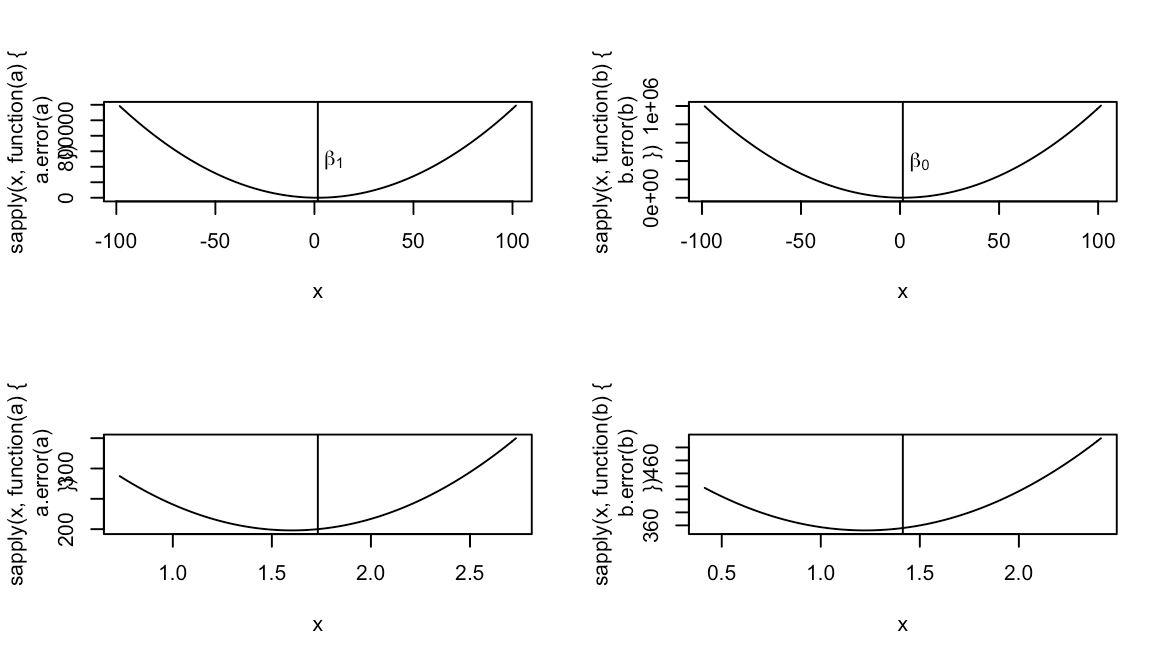 sapply(x, function(a) {
a.error(a)
})
0
800000
β1
-100 -50 0 50 100
x
sapply(x, function(b) {
b.error(b)
})
0e+00 1e+06
β0
-100 -50 0 50 100
x
sapply(x, function(a) {
a.error(a)
})
200 300
1.0 1.5 2.0 2.5
x
sapply(x, function(b) {
b.error(b)
})
360 460
0.5 1.0 1.5 2.0
x